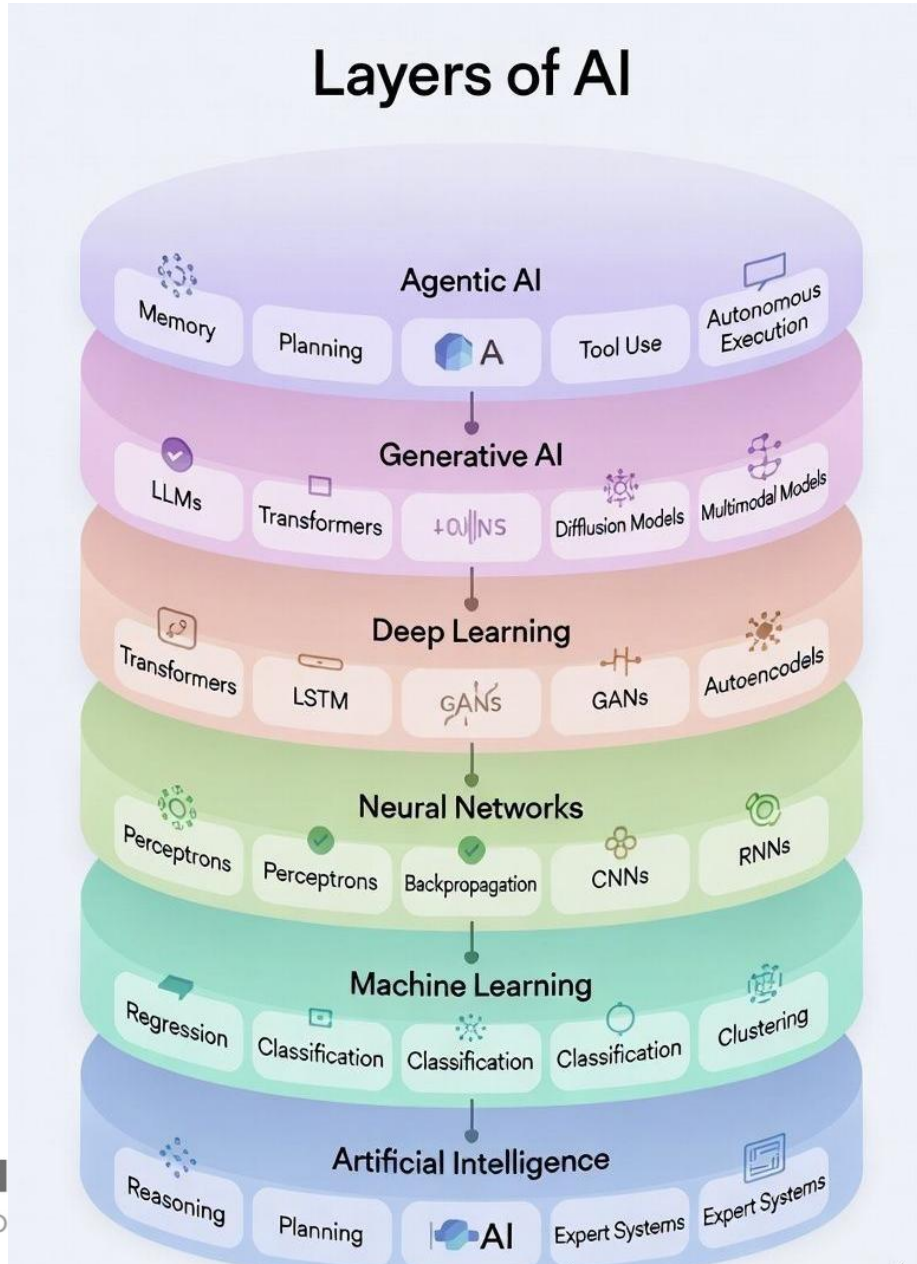 Layers of AI
Agentic AI
Memory
Planning
A
Tool Use
Autonomous
Execution
Generative AI
LLMs
Transformers
Difflusion Models
Multimodal Models
Deep Learning
Transformers
LSTM
GANs
GANs
Autoencodels
Neural Networks
Perceptrons
Perceptrons
Backpropagation
CNNs
RNNs
Machine Learning
Regression
Classification
Classification
Classification
Clustering
Artificial Intelligence
Reasoning
Planning
AI
Expert Systems
Expert Systems